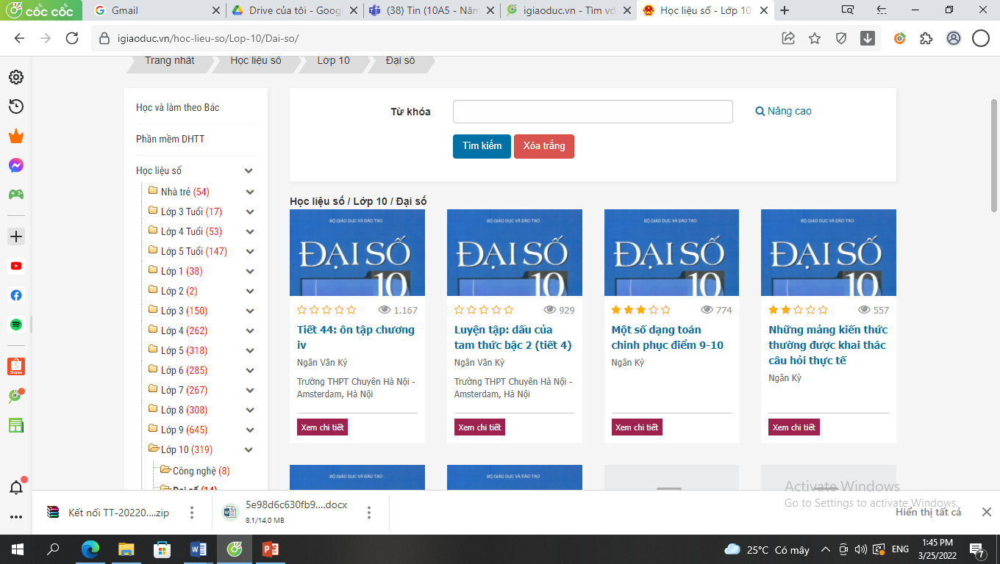 cốc cốc
Gmail
Drive của tôi - Goog
(38) Tin (10A5 - Năm
igiaoduc.vn - Tìm vớ
Học liệu số - Lớp 10
igiaoduc.vn/hoc-lieu-so/Lop-10/Dai-so/
Trang nhất
Học liệu số
Lớp 10
Đại số
Học và làm theo Bác
Phần mềm DHTT
Học liệu số
Nhà trẻ (54)
Lớp 3 Tuổi (17)
Lớp 4 Tuổi (53)
Lớp 5 Tuổi (147)
Lớp 1 (38)
Lớp 2 (2)
Lớp 3 (150)
Lớp 4 (262)
Lớp 5 (318)
Lớp 6 (285)
Lớp 7 (267)
Lớp 8 (308)
Lớp 9 (645)
Lớp 10 (319)
Công nghệ (8)
Đại số (14)
Từ khóa
Nâng cao
Tìm kiếm
Xóa trắng
Học liệu số / Lớp 10 / Đại số
BỘ GIÁO DỤC VÀ ĐÀO TẠO
ĐẠI SỐ
10
1.167
Tiết 44: ôn tập chương
iv
Ngân Văn Kỳ
Trường THPT Chuyên Hà Nội -
Amsterdam, Hà Nội
Xem chi tiết
BỘ GIÁO DỤC VÀ ĐÀO TẠO
ĐẠI SỐ
10
929
Luyện tập: dấu của
tam thức bậc 2 (tiết 4)
Ngân Văn Kỳ
Trường THPT Chuyên Hà Nội -
Amsterdam, Hà Nội
Xem chi tiết
BỘ GIÁO DỤC VÀ ĐÀO TẠO
ĐẠI SỐ
10
774
Một số dạng toán
chinh phục điểm 9-10
Ngân Kỳ
Xem chi tiết
BỘ GIÁO DỤC VÀ ĐÀO TẠO
ĐẠI SỐ
10
557
Những mảng kiến thức
thường được khai thác
câu hỏi thực tế
Ngân Kỳ
Xem chi tiết
BỘ GIÁO DỤC VÀ ĐÀO TẠO
BỘ GIÁO DỤC VÀ ĐÀO TẠO
Activate Windows
Go to Settings to activate Windows.
Kết nối TT-20220....zip
5e98d6c630fb9....docx
8,1/14,0 MB
Hiển thị tất cả
25°C Có mây
ENG
1:45 PM
3/25/2022
7
Shopee